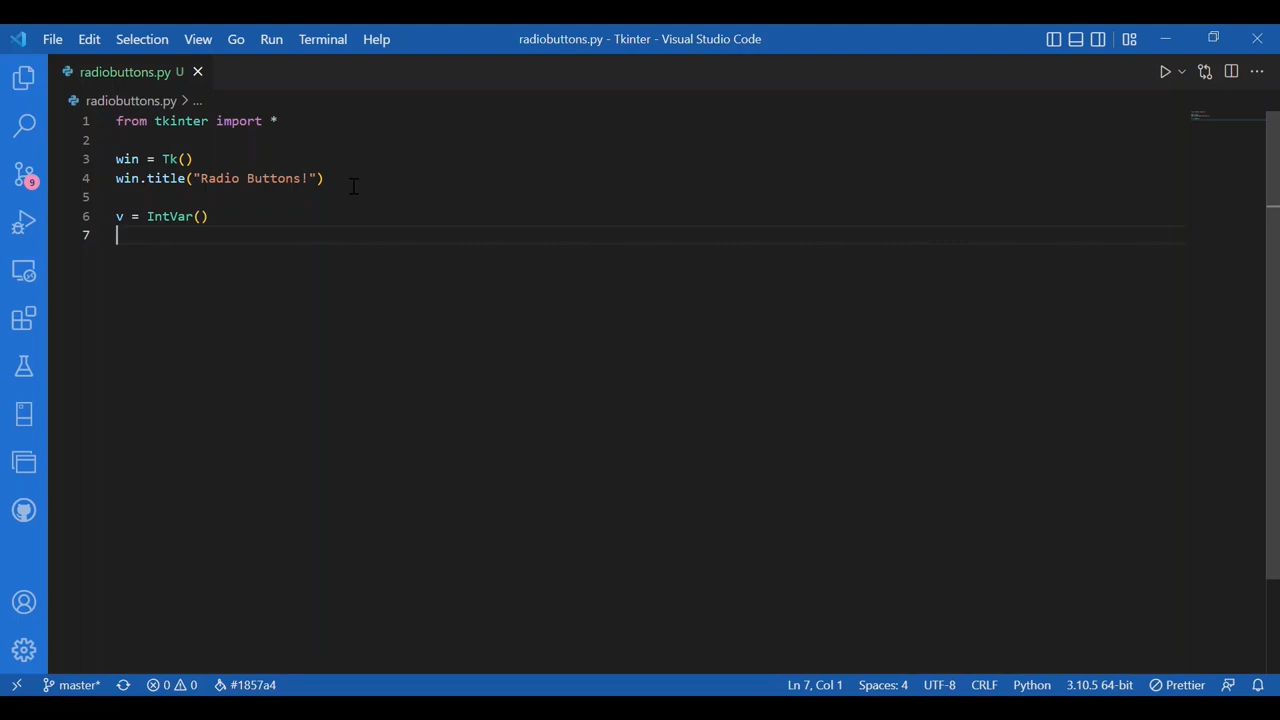 File Edit Selection View Go Run Terminal Help radiobuttons.py - Tkinter - Visual Studio Code
radiobuttons.py U
radiobuttons.py > ...
1 from tkinter import *
2
3 win = Tk()
4 win.title("Radio Buttons!")
5
6 v = IntVar()
7
9
master* 0 0 #1857a4 Ln 7, Col 1 Spaces: 4 UTF-8 CRLF Python 3.10.5 64-bit Prettier